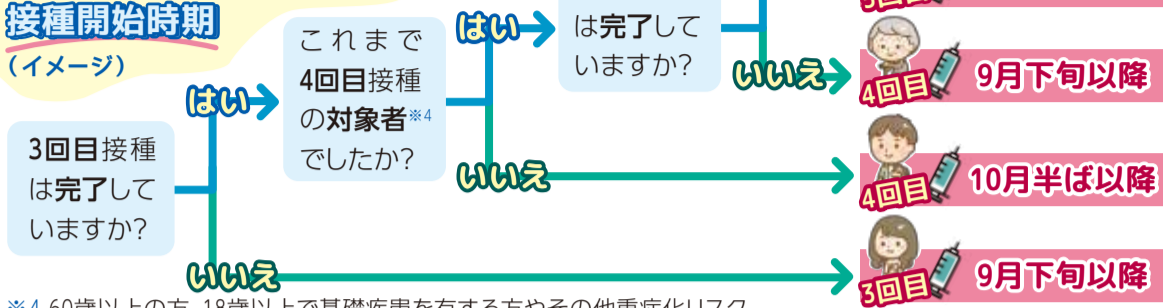 接種開始時期
(イメージ)
3回目接種
は完了して
いますか?
はい
これまで
4回目接種
の対象者※4
でしたか?
はい
は完了して
いますか?
いいえ
4回目
9月下旬以降
いいえ
4回目
10月半ば以降
いいえ
3回目
9月下旬以降